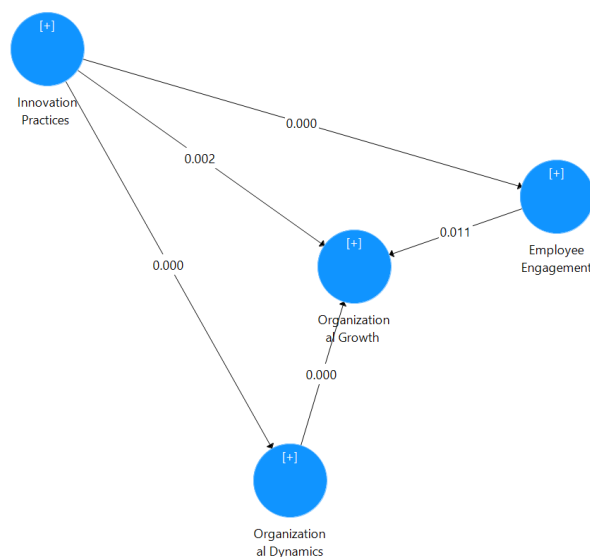 [+]
Innovation
Practices
0.000
0.002
[+]
Employee
Engagement
0.011
[+]
Organization
al Growth
0.000
0.000
[+]
Organization
al Dynamics